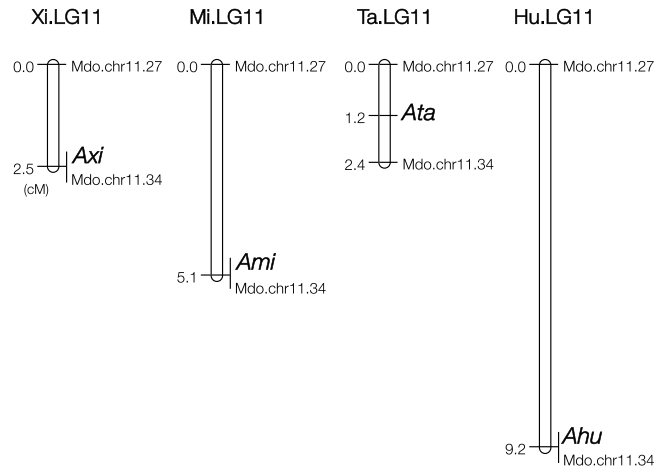 Xi.LG11
0.0 Mdo.chr11.27
2.5 Axi
(cM) Mdo.chr11.34
Mi.LG11
0.0 Mdo.chr11.27
5.1 Ami
Mdo.chr11.34
Ta.LG11
0.0 Mdo.chr11.27
1.2 Ata
2.4 Mdo.chr11.34
Hu.LG11
0.0 Mdo.chr11.27
9.2 Ahu
Mdo.chr11.34